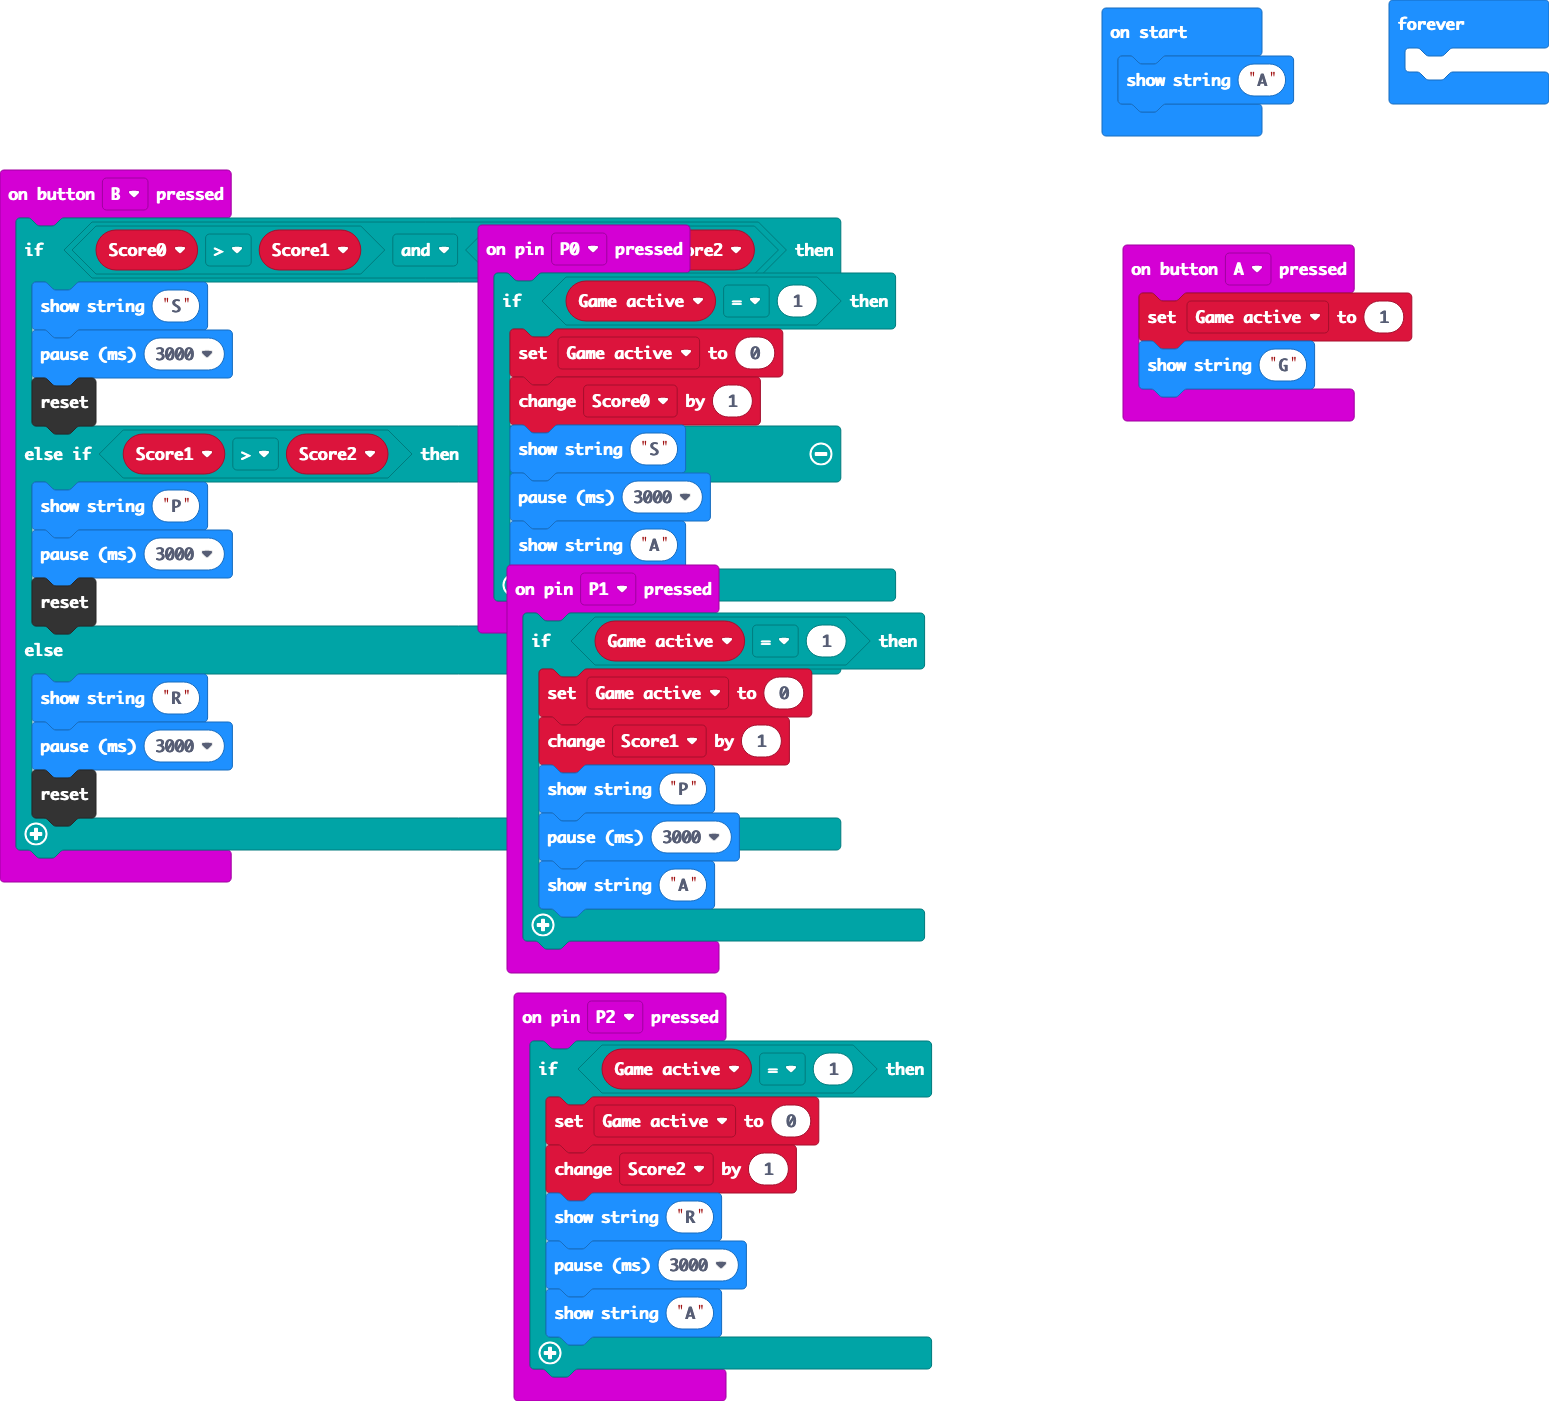 on start
show string "A"
forever
on button B pressed
if Score0 > Score1 and re2 then
show string "S"
pause (ms) 3000
reset
else if Score1 > Score2 then
show string "P"
pause (ms) 3000
reset
else
show string "R"
pause (ms) 3000
reset
on pin P0 pressed
if Game active = 1 then
set Game active to 0
change Score0 by 1
show string "S"
pause (ms) 3000
show string "A"
on pin P1 pressed
if Game active = 1 then
set Game active to 0
change Score1 by 1
show string "P"
pause (ms) 3000
show string "A"
on pin P2 pressed
if Game active = 1 then
set Game active to 0
change Score2 by 1
show string "R"
pause (ms) 3000
show string "A"
on button A pressed
set Game active to 1
show string "G"